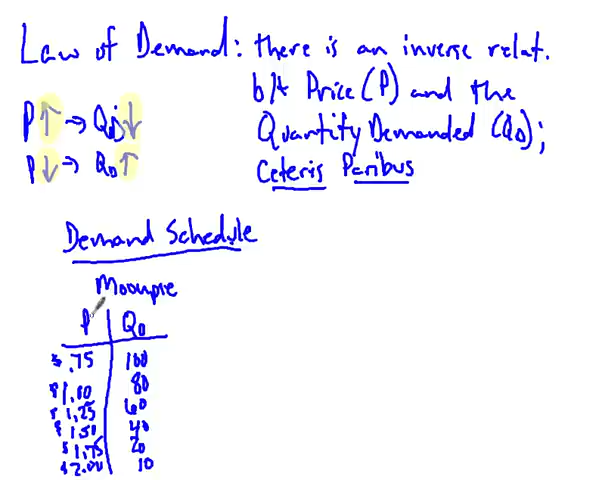 Law of Demand: there is an inverse relat.
b/t Price (P) and the
Quantity Demanded (QD);
Ceteris Paribus
P↑ → QD↓
P↓ → QD↑
Demand Schedule
Moonpie
P QD
$.75 100
$1.00 80
$1.25 60
$1.50 40
$1.75 20
$2.00 10